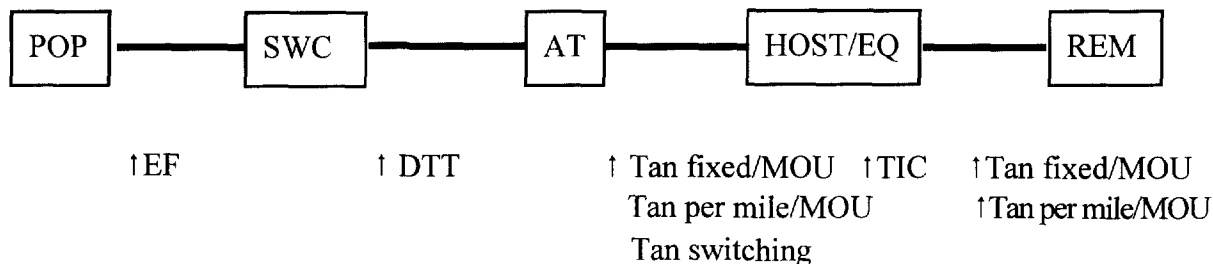 POP SWC AT HOST/EQ REM
↑EF ↑ DTT ↑ Tan fixed/MOU ↑TIC ↑Tan fixed/MOU
Tan per mile/MOU ↑Tan per mile/MOU
Tan switching